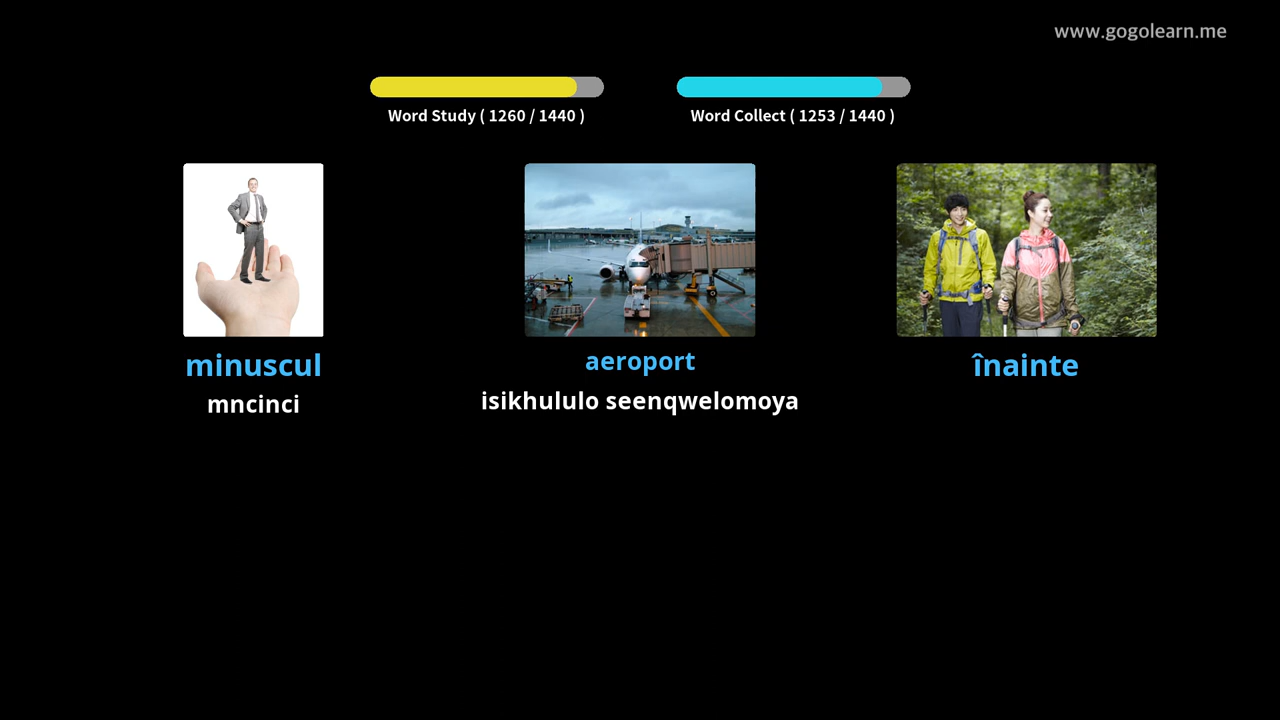 www.gogolearn.me
Word Study ( 1260 / 1440 )
Word Collect ( 1253 / 1440 )
minuscul
mncinci
aeroport
isikhululo seenqwelomoya
înainte